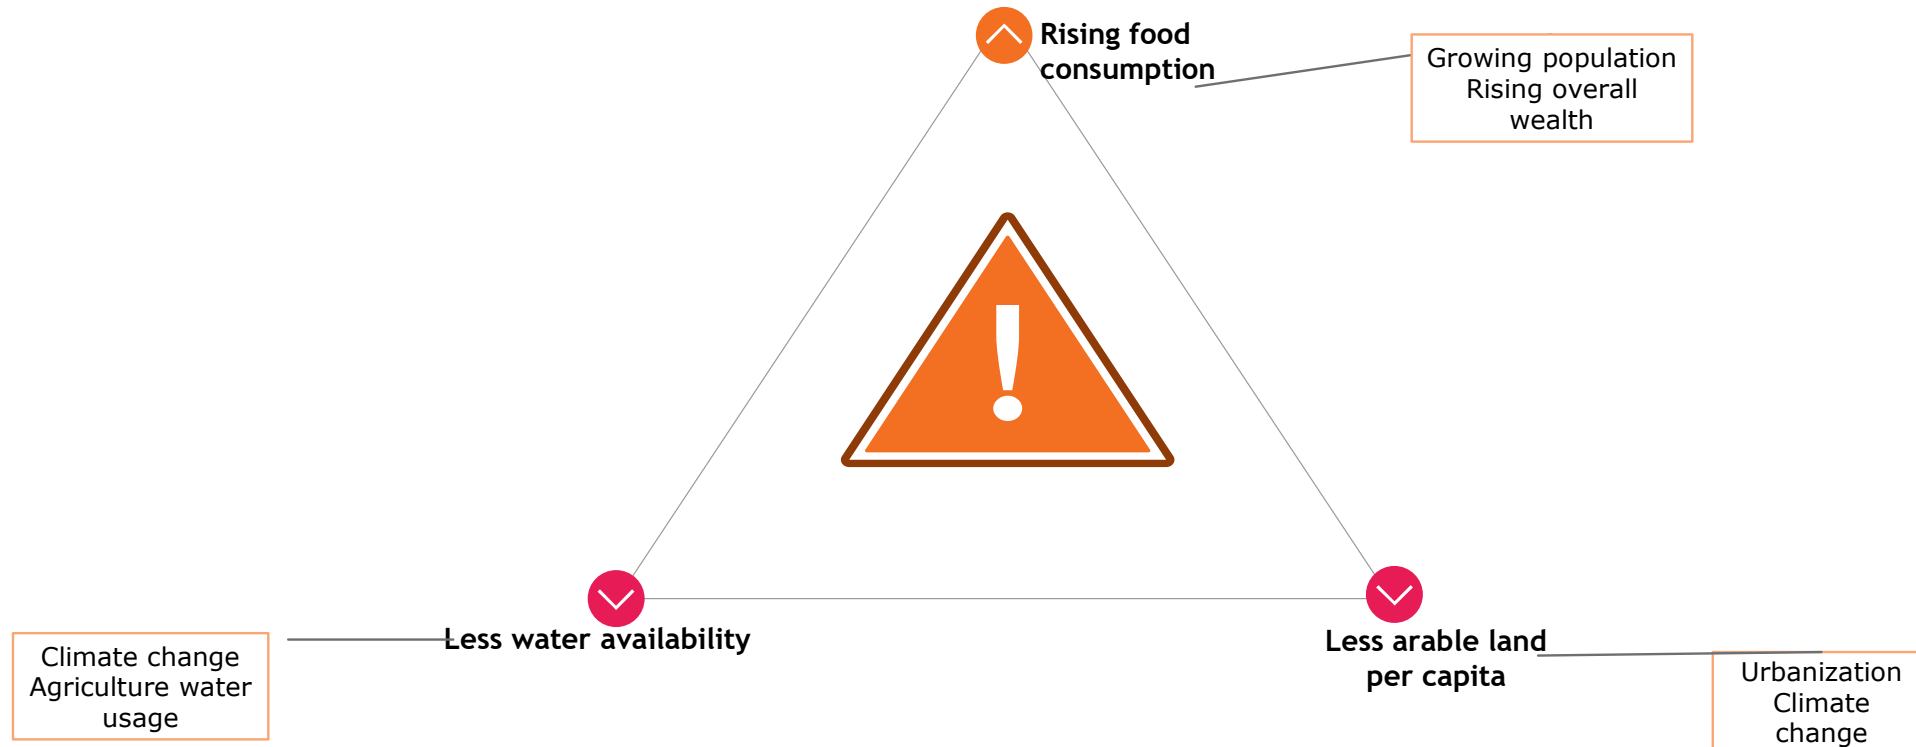 Rising food
consumption
Growing population
Rising overall
wealth
!
Less water availability
Climate change
Agriculture water
usage
Less arable land
per capita
Urbanization
Climate
change